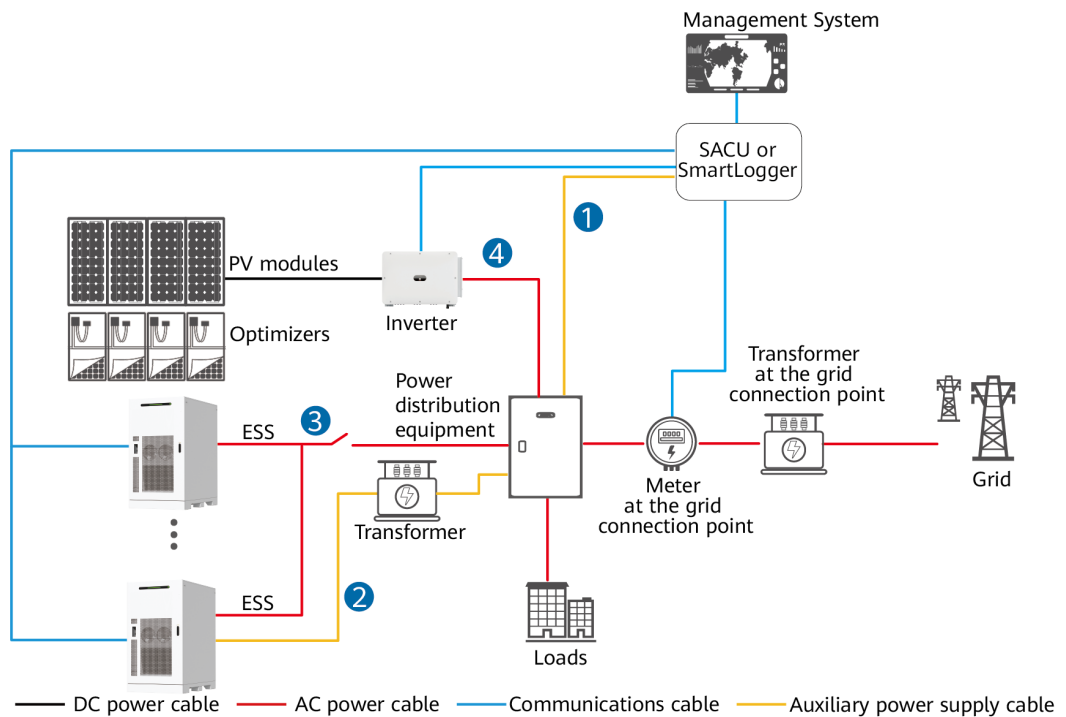 Management System
SACU or
SmartLogger
1
4
PV modules
Inverter
Optimizers
Transformer
at the grid
connection point
Power
distribution
equipment
3
ESS
Grid
Meter
at the grid
connection point
Transformer
2
ESS
Loads
DC power cable
AC power cable
Communications cable
Auxiliary power supply cable